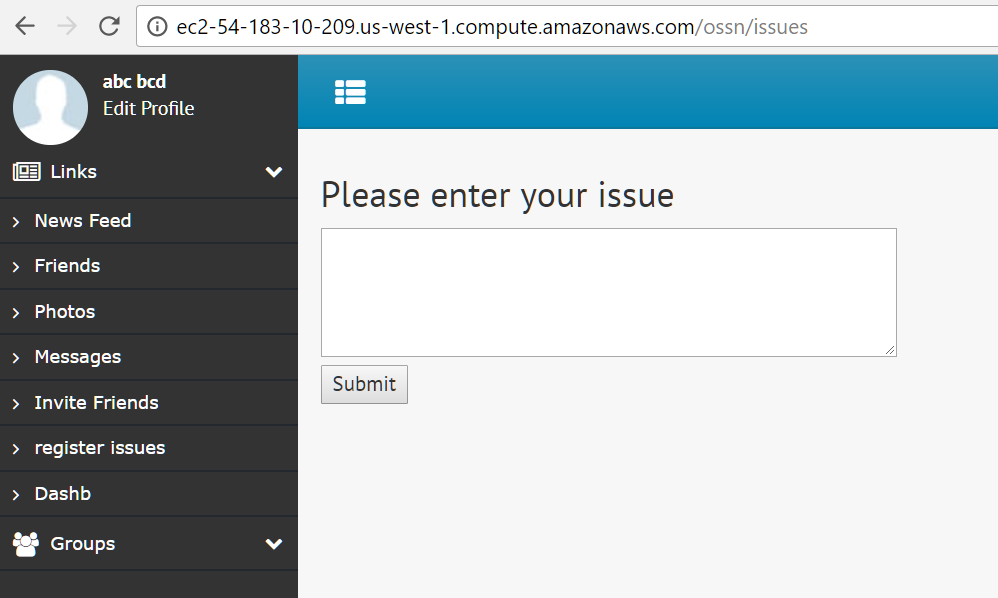 ec2-54-183-10-209.us-west-1.compute.amazonaws.com/ossn/issues
abc bcd
Edit Profile
Links
News Feed
Friends
Photos
Messages
Invite Friends
register issues
Dashb
Groups
Please enter your issue
Submit